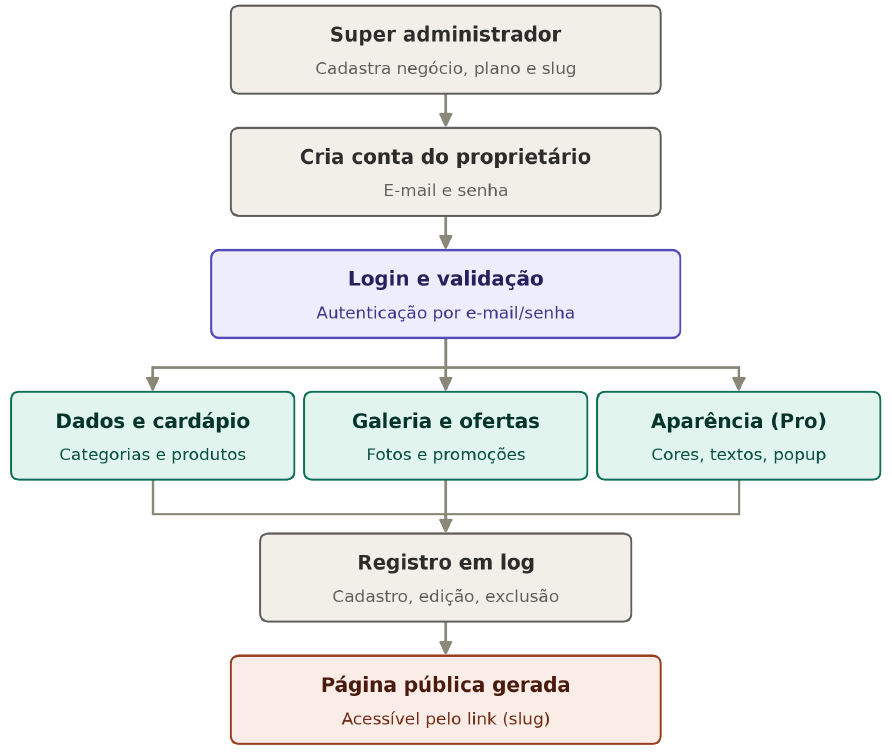 Super administrador
Cadastra negócio, plano e slug
Cria conta do proprietário
E-mail e senha
Login e validação
Autenticação por e-mail/senha
Dados e cardápio
Categorias e produtos
Galeria e ofertas
Fotos e promoções
Aparência (Pro)
Cores, textos, popup
Registro em log
Cadastro, edição, exclusão
Página pública gerada
Acessível pelo link (slug)